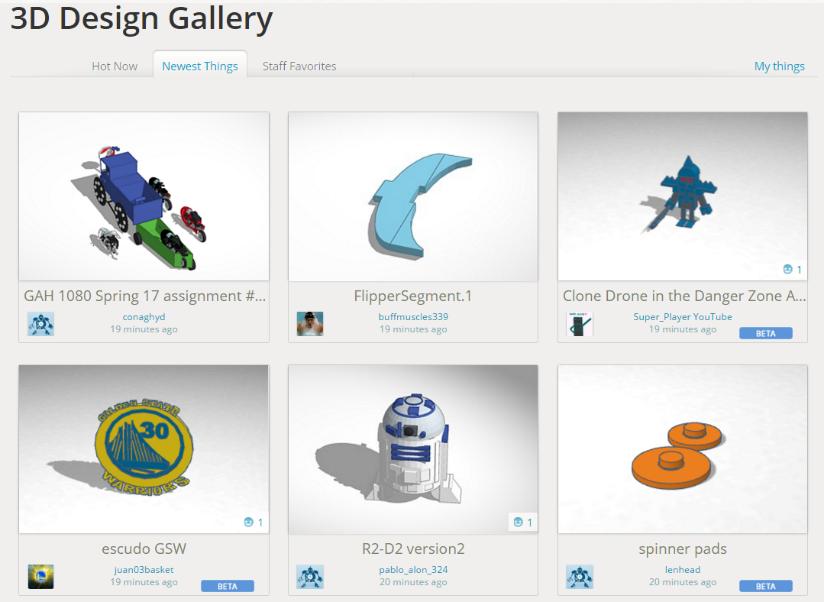 3D Design Gallery
Hot Now
Newest Things
Staff Favorites
My things
1
GAH 1080 Spring 17 assignment #...
FlipperSegment.1
Clone Drone in the Danger Zone A...
conaghyd
buffmuscles339
Super_Player YouTube
19 minutes ago
19 minutes ago
19 minutes ago
BETA
GOLDEN STATE
30
WARRIORS
1
1
escudo GSW
R2-D2 version2
spinner pads
juan03basket
pablo_alon_324
lenhead
19 minutes ago
20 minutes ago
20 minutes ago
BETA
BETA